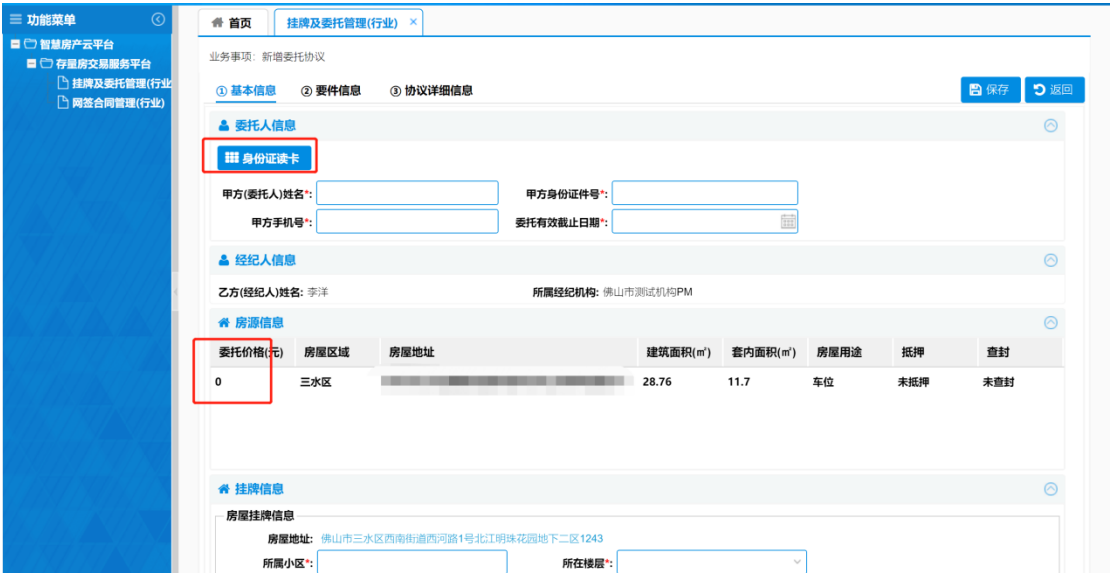 功能菜单
首页 挂牌及委托管理(行业) ×
智慧房产云平台
存量房交易服务平台
挂牌及委托管理(行业
网签合同管理(行业)
业务事项: 新增委托协议
① 基本信息 ② 要件信息 ③ 协议详细信息 保存 返回
委托人信息
身份证读卡
甲方(委托人)姓名*: 甲方身份证件号*:
甲方手机号*: 委托有效截止日期*:
经纪人信息
乙方(经纪人)姓名: 李洋 所属经纪机构: 佛山市测试机构PM
房源信息
委托价格(元) 房屋区域 房屋地址 建筑面积(㎡) 套内面积(㎡) 房屋用途 抵押 查封
0 三水区 28.76 11.7 车位 未抵押 未查封
挂牌信息
房屋挂牌信息
房屋地址: 佛山市三水区西南街道西河路1号北江明珠花园地下二区1243
所属小区*: 所在楼层*: